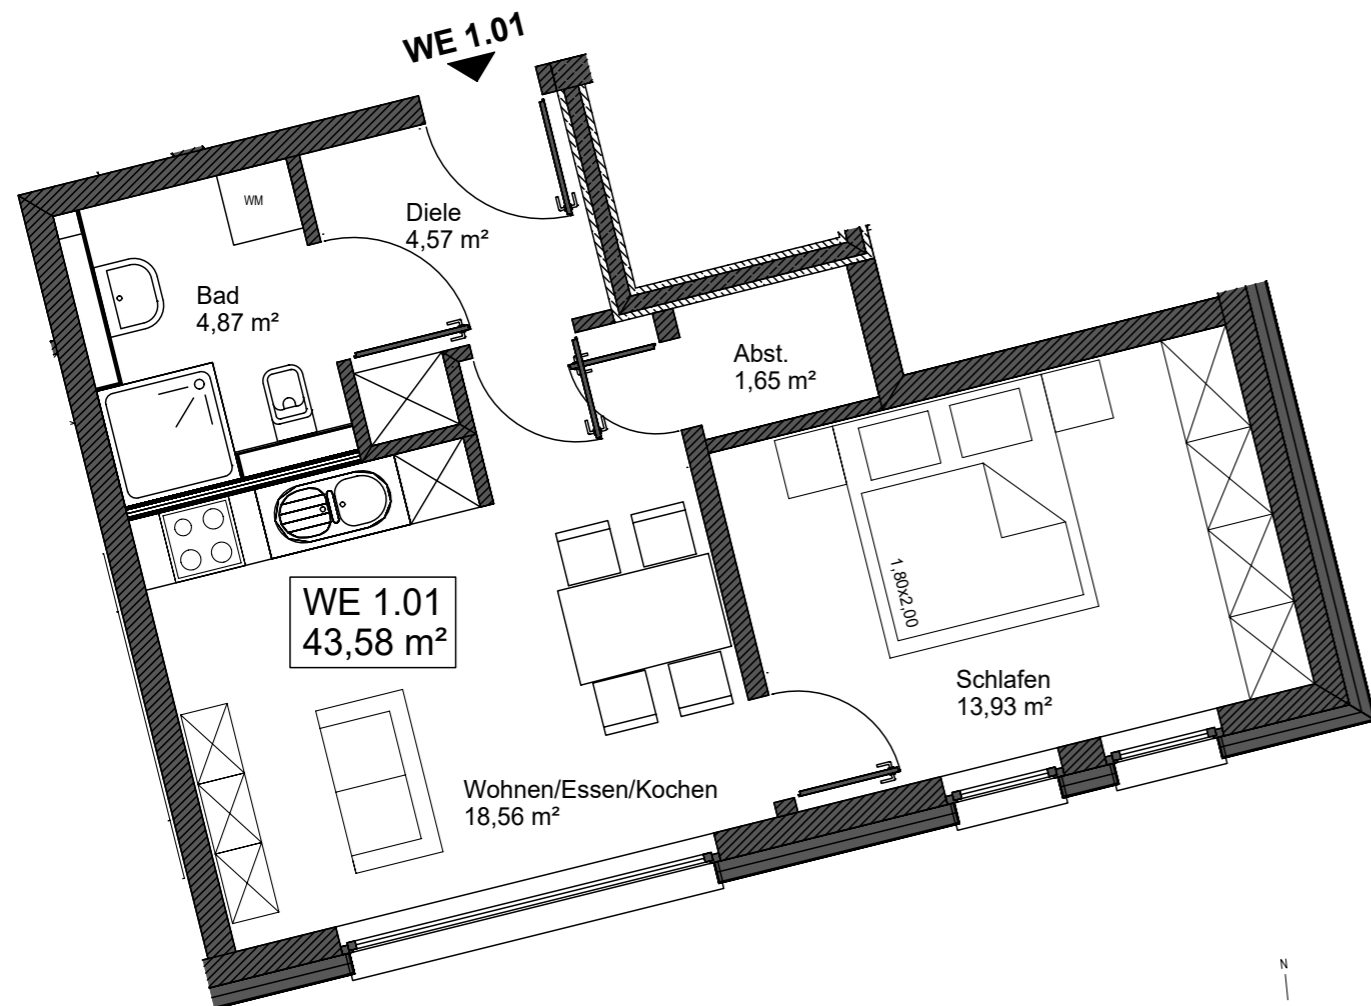 WE 1.01
WM
Diele
4,57 m²
Bad
4,87 m²
Abst.
1,65 m²
1,80x2,00
WE 1.01
43,58 m²
Schlafen
13,93 m²
Wohnen/Essen/Kochen
18,56 m²
N